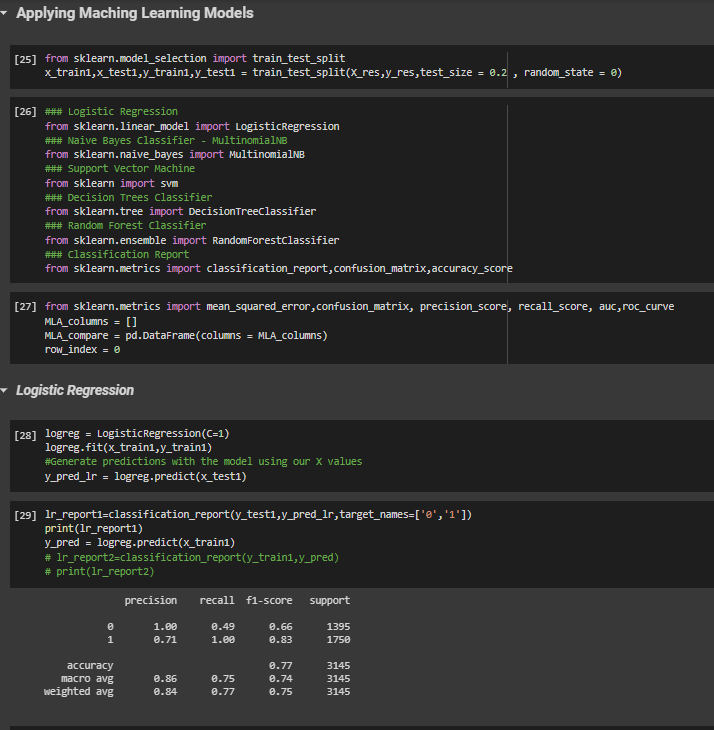 Applying Maching Learning Models
[25] from sklearn.model_selection import train_test_split
x_train1,x_test1,y_train1,y_test1 = train_test_split(X_res,y_res,test_size = 0.2 , random_state = 0)
[26] ### Logistic Regression
from sklearn.linear_model import LogisticRegression
### Naive Bayes Classifier - MultinomialNB
from sklearn.naive_bayes import MultinomialNB
### Support Vector Machine
from sklearn import svm
### Decision Trees Classifier
from sklearn.tree import DecisionTreeClassifier
### Random Forest Classifier
from sklearn.ensemble import RandomForestClassifier
### Classification Report
from sklearn.metrics import classification_report,confusion_matrix,accuracy_score
[27] from sklearn.metrics import mean_squared_error,confusion_matrix, precision_score, recall_score, auc,roc_curve
MLA_columns = []
MLA_compare = pd.DataFrame(columns = MLA_columns)
row_index = 0
Logistic Regression
[28] logreg = LogisticRegression(C=1)
logreg.fit(x_train1,y_train1)
#Generate predictions with the model using our X values
y_pred_lr = logreg.predict(x_test1)
[29] lr_report1=classification_report(y_test1,y_pred_lr,target_names=['0','1'])
print(lr_report1)
y_pred = logreg.predict(x_train1)
# lr_report2=classification_report(y_train1,y_pred)
# print(lr_report2)
precision recall f1-score support
0 1.00 0.49 0.66 1395
1 0.71 1.00 0.83 1750
accuracy 0.77 3145
macro avg 0.86 0.75 0.74 3145
weighted avg 0.84 0.77 0.75 3145